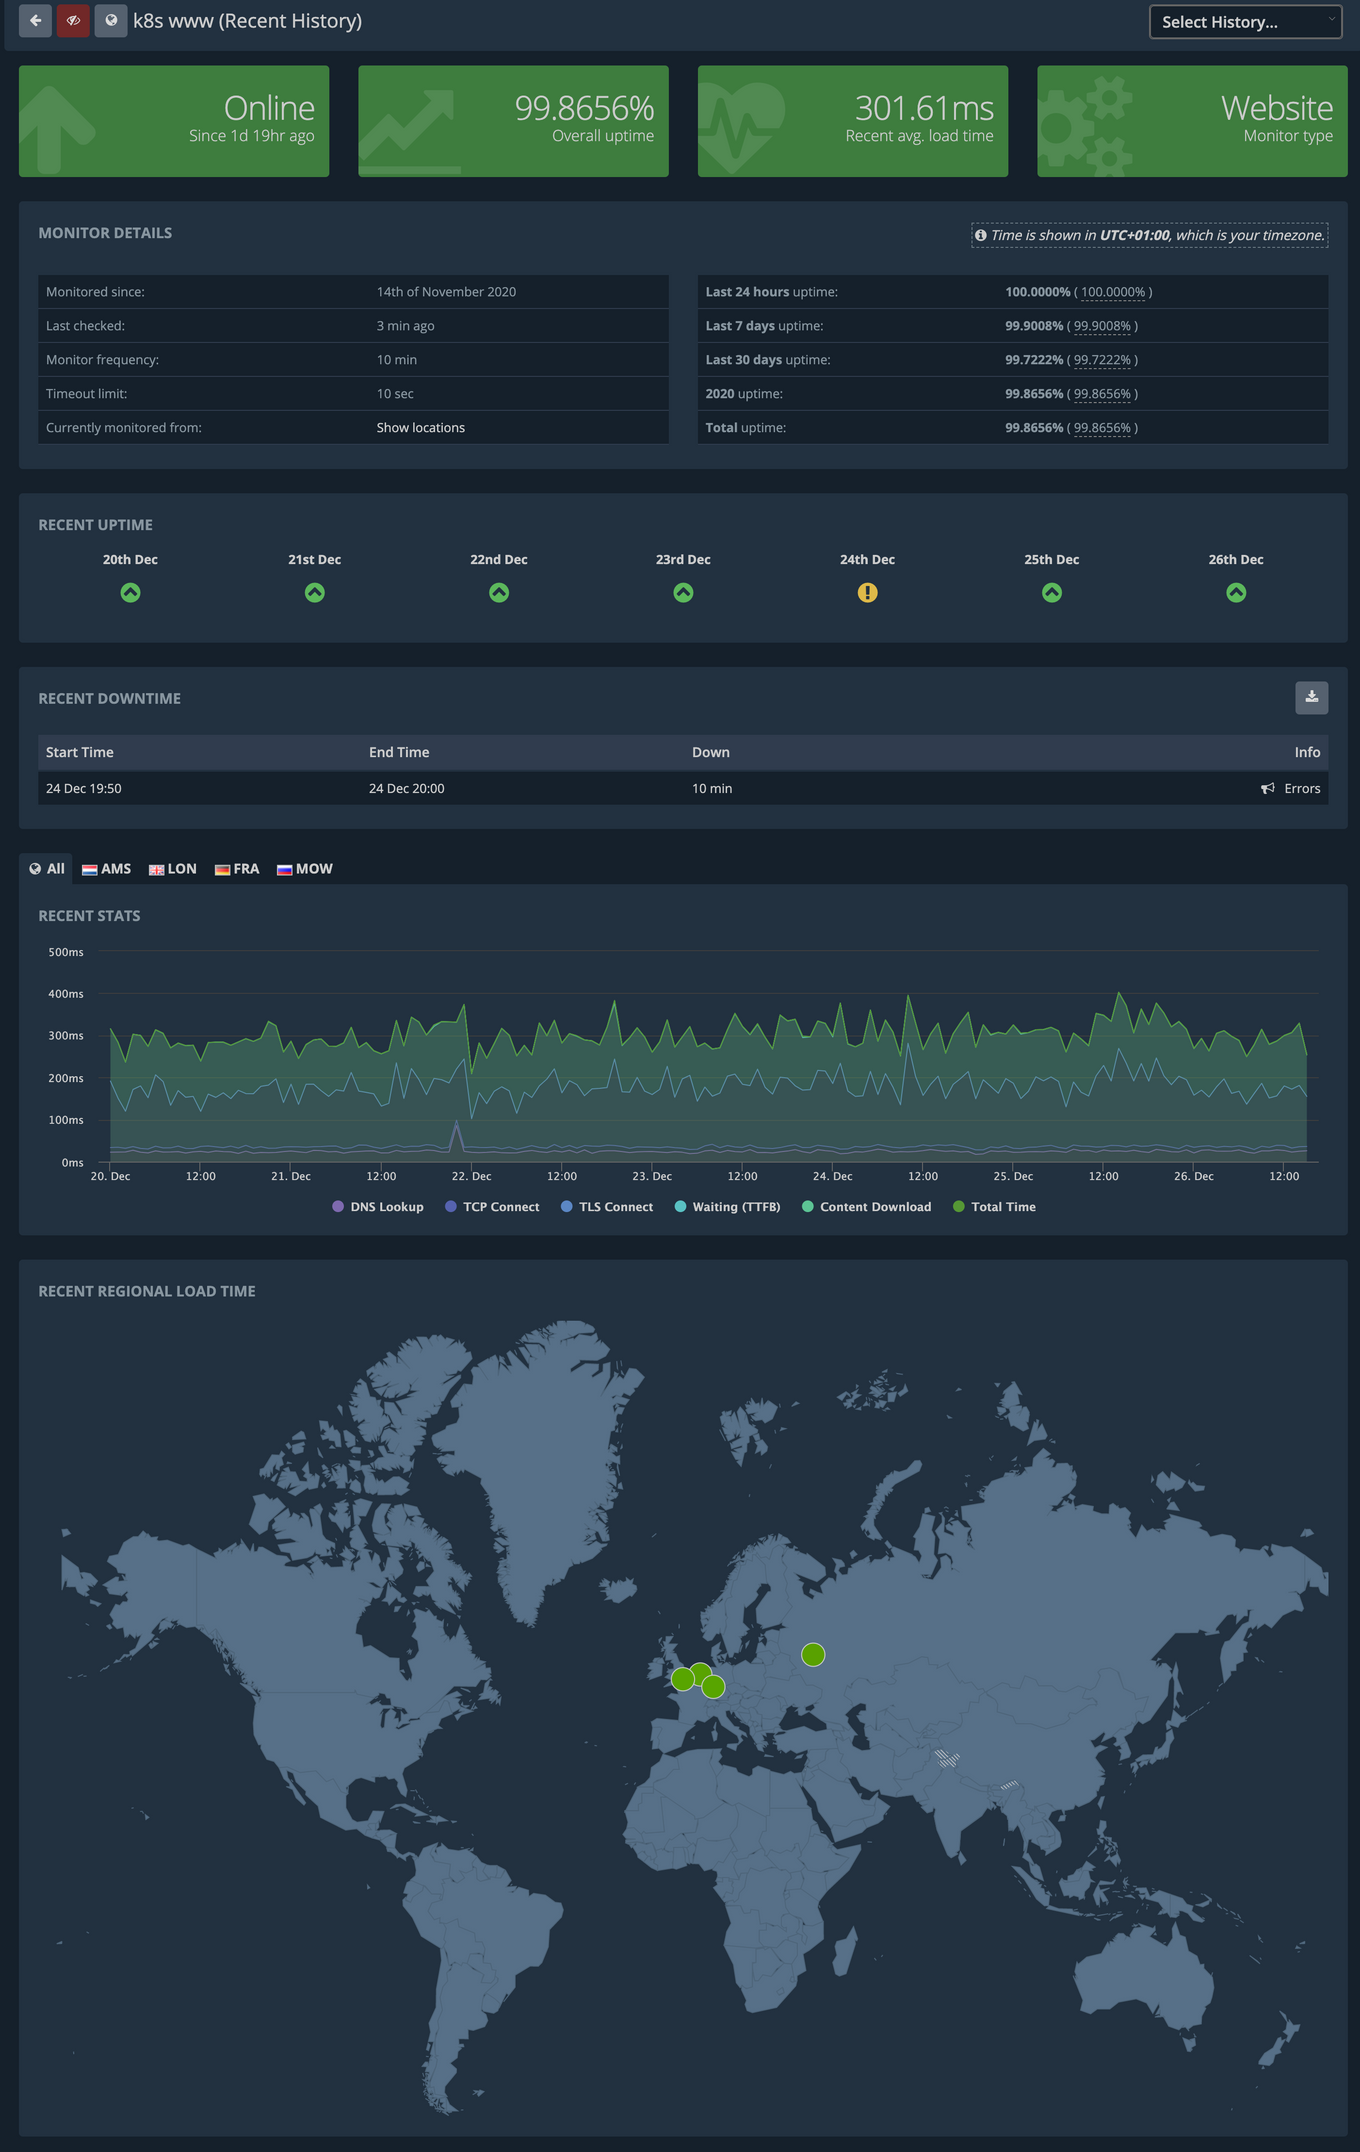 k8s www (Recent History)
Select History...
Online
Since 1d 19hr ago
99.8656%
Overall uptime
301.61ms
Recent avg. load time
Website
Monitor type
MONITOR DETAILS
Time is shown in UTC+01:00, which is your timezone.
Monitored since: 14th of November 2020
Last checked: 3 min ago
Monitor frequency: 10 min
Timeout limit: 10 sec
Currently monitored from: Show locations
Last 24 hours uptime: 100.0000% ( 100.0000% )
Last 7 days uptime: 99.9008% ( 99.9008% )
Last 30 days uptime: 99.7222% ( 99.7222% )
2020 uptime: 99.8656% ( 99.8656% )
Total uptime: 99.8656% ( 99.8656% )
RECENT UPTIME
20th Dec 21st Dec 22nd Dec 23rd Dec 24th Dec 25th Dec 26th Dec
RECENT DOWNTIME
Start Time End Time Down Info
24 Dec 19:50 24 Dec 20:00 10 min Errors
All AMS LON FRA MOW
RECENT STATS
500ms
400ms
300ms
200ms
100ms
0ms
20. Dec 12:00 21. Dec 12:00 22. Dec 12:00 23. Dec 12:00 24. Dec 12:00 25. Dec 12:00 26. Dec 12:00
DNS Lookup TCP Connect TLS Connect Waiting (TTFB) Content Download Total Time
RECENT REGIONAL LOAD TIME